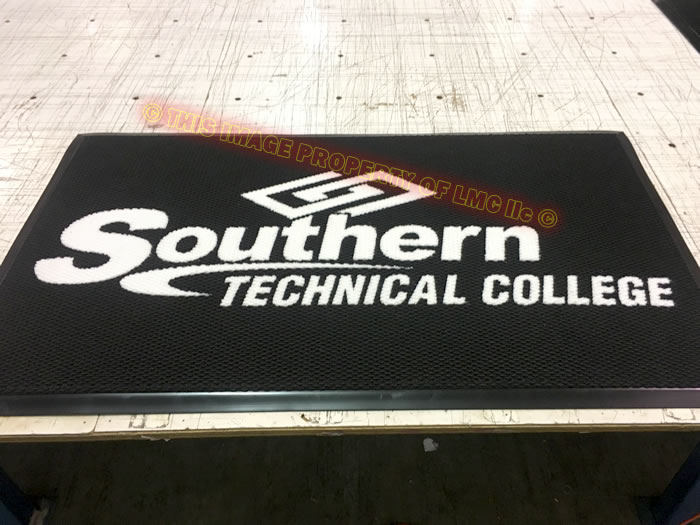 © THIS IMAGE PROPERTY OF LMC llc ©
Southern
TECHNICAL COLLEGE